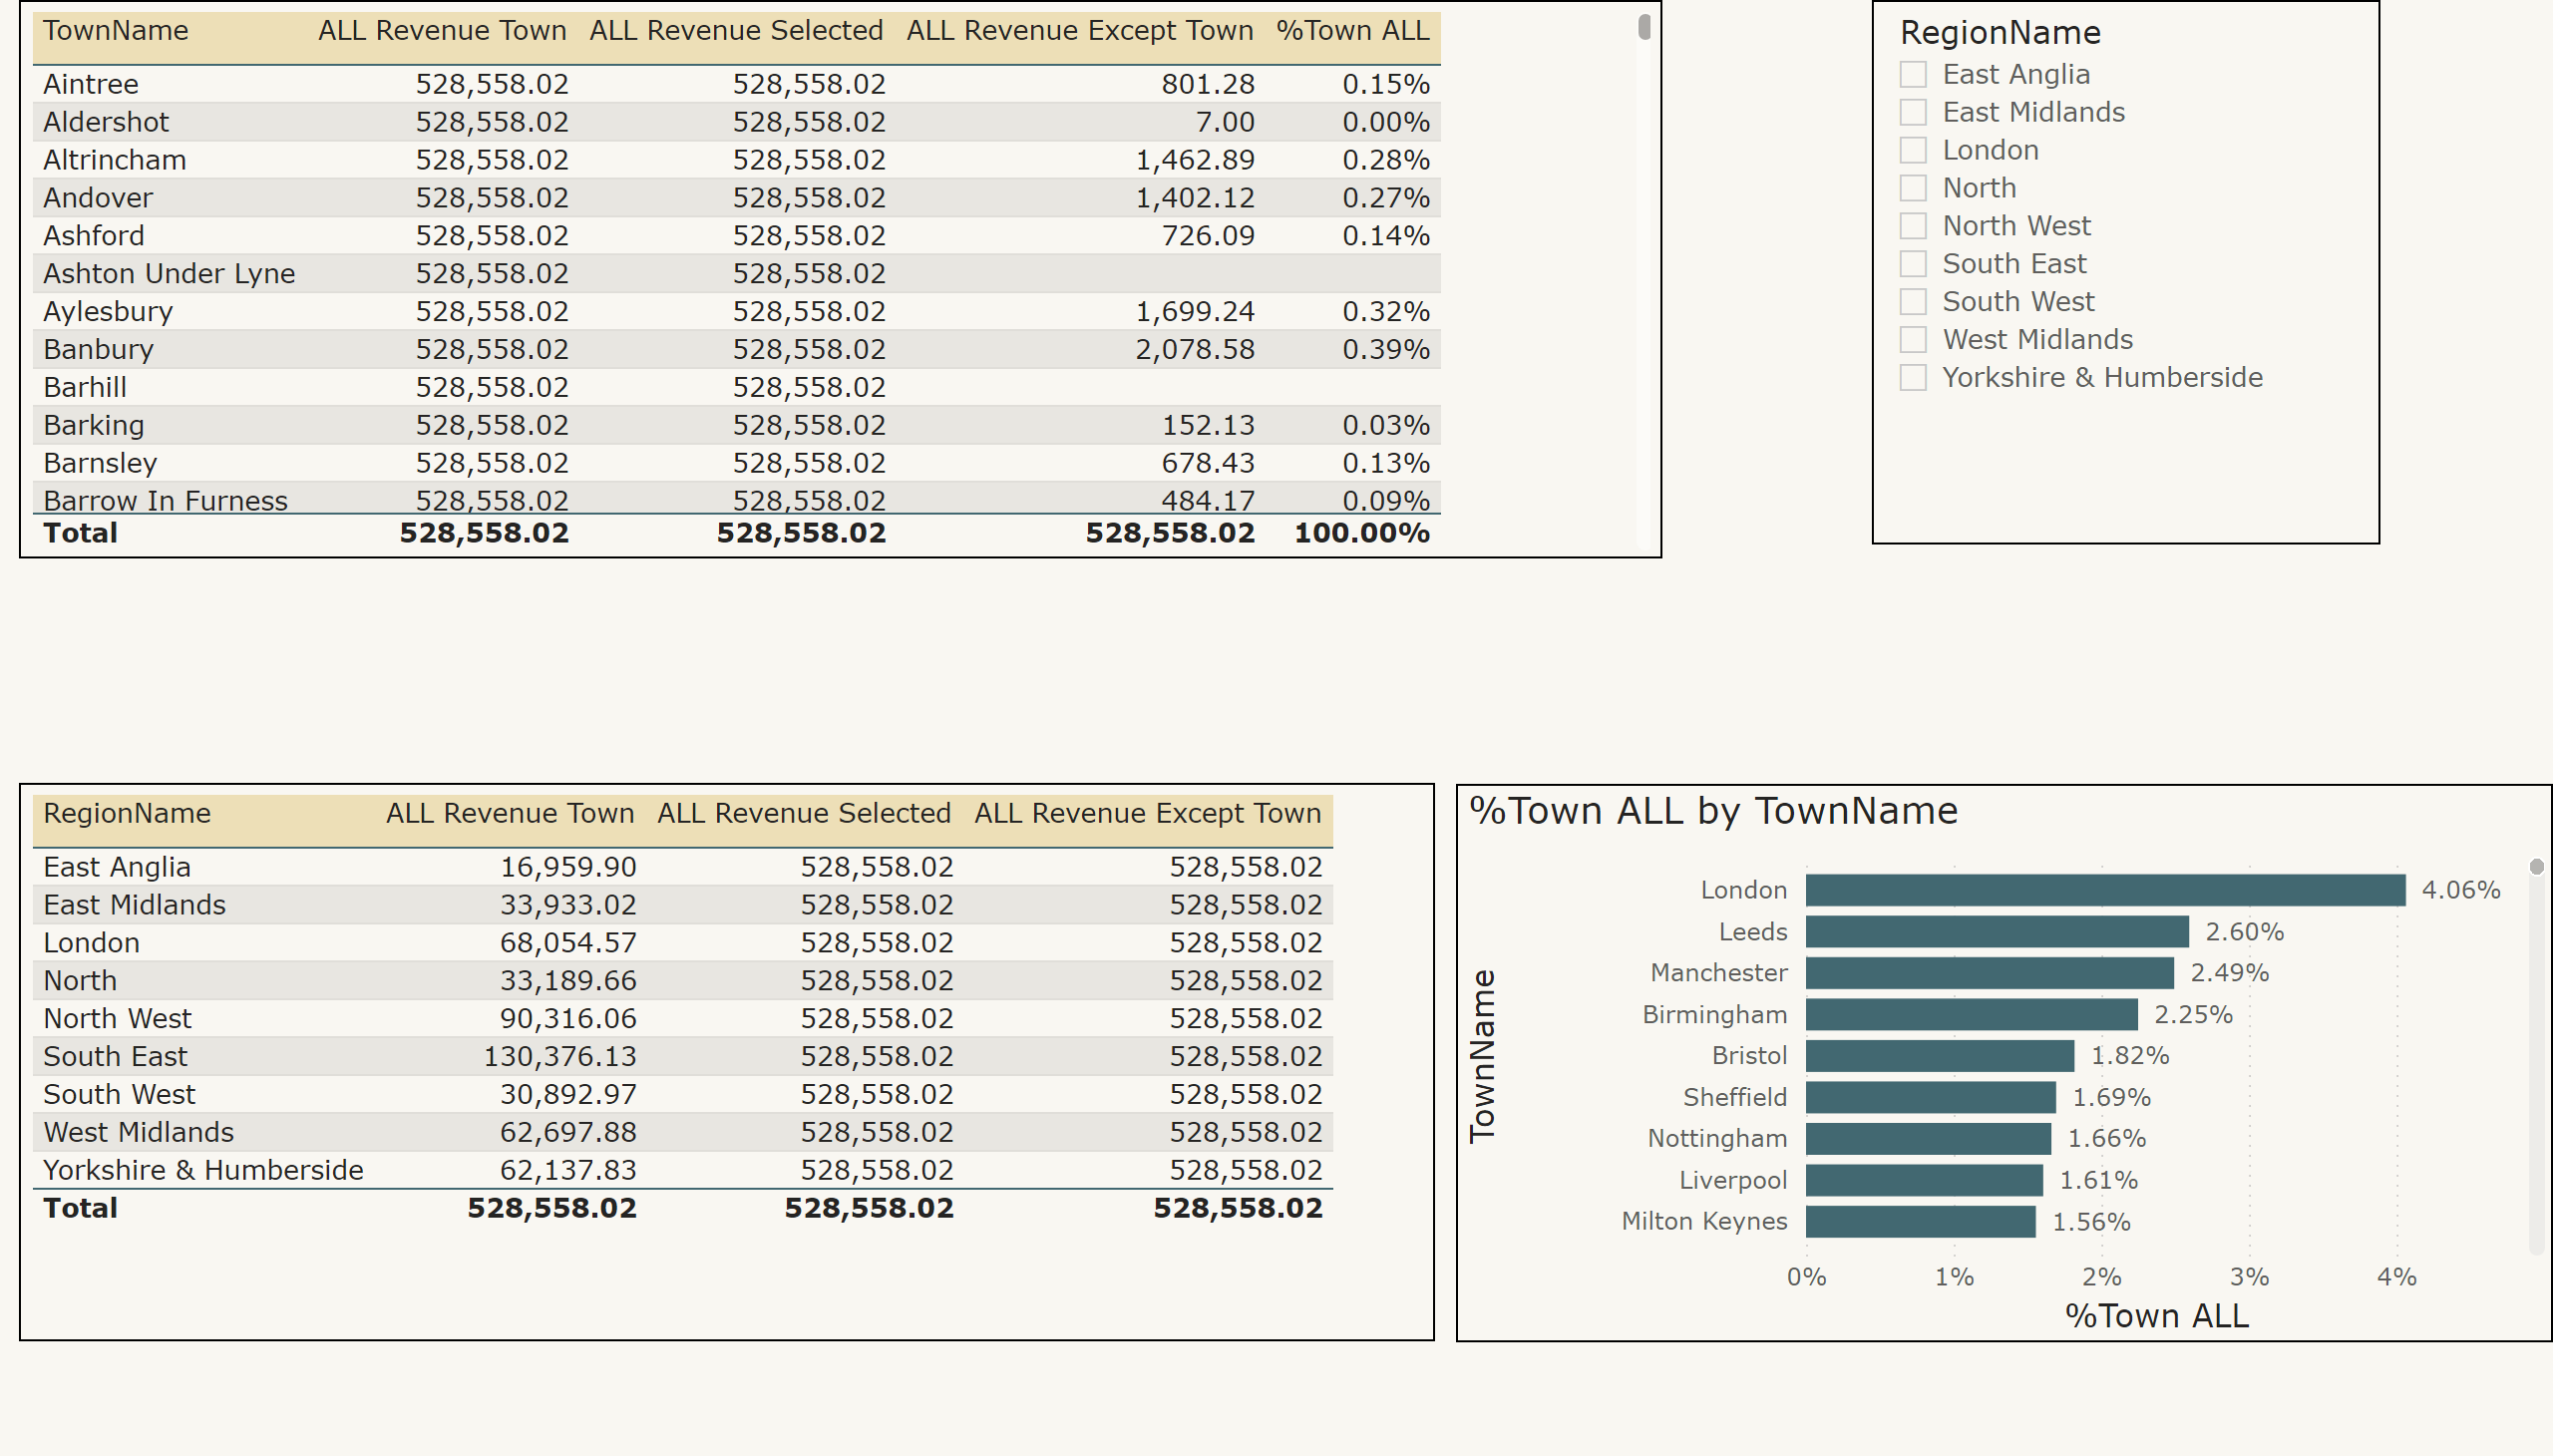 TownName ALL Revenue Town ALL Revenue Selected ALL Revenue Except Town %Town ALL
Aintree 528,558.02 528,558.02 801.28 0.15%
Aldershot 528,558.02 528,558.02 7.00 0.00%
Altrincham 528,558.02 528,558.02 1,462.89 0.28%
Andover 528,558.02 528,558.02 1,402.12 0.27%
Ashford 528,558.02 528,558.02 726.09 0.14%
Ashton Under Lyne 528,558.02 528,558.02
Aylesbury 528,558.02 528,558.02 1,699.24 0.32%
Banbury 528,558.02 528,558.02 2,078.58 0.39%
Barhill 528,558.02 528,558.02
Barking 528,558.02 528,558.02 152.13 0.03%
Barnsley 528,558.02 528,558.02 678.43 0.13%
Barrow In Furness 528,558.02 528,558.02 484.17 0.09%
Total 528,558.02 528,558.02 528,558.02 100.00%
RegionName
East Anglia
East Midlands
London
North
North West
South East
South West
West Midlands
Yorkshire & Humberside
RegionName ALL Revenue Town ALL Revenue Selected ALL Revenue Except Town
East Anglia 16,959.90 528,558.02 528,558.02
East Midlands 33,933.02 528,558.02 528,558.02
London 68,054.57 528,558.02 528,558.02
North 33,189.66 528,558.02 528,558.02
North West 90,316.06 528,558.02 528,558.02
South East 130,376.13 528,558.02 528,558.02
South West 30,892.97 528,558.02 528,558.02
West Midlands 62,697.88 528,558.02 528,558.02
Yorkshire & Humberside 62,137.83 528,558.02 528,558.02
Total 528,558.02 528,558.02 528,558.02
%Town ALL by TownName
TownName
London 4.06%
Leeds 2.60%
Manchester 2.49%
Birmingham 2.25%
Bristol 1.82%
Sheffield 1.69%
Nottingham 1.66%
Liverpool 1.61%
Milton Keynes 1.56%
0% 1% 2% 3% 4%
%Town ALL